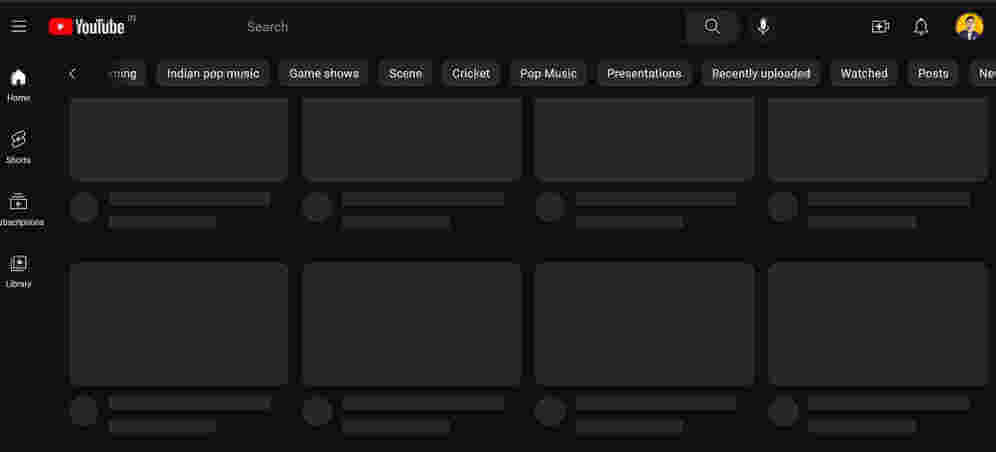 YouTube IN
Search
ming Indian pop music Game shows Scene Cricket Pop Music Presentations Recently uploaded Watched Posts Ne
Home
Shorts
ubscriptions
Library